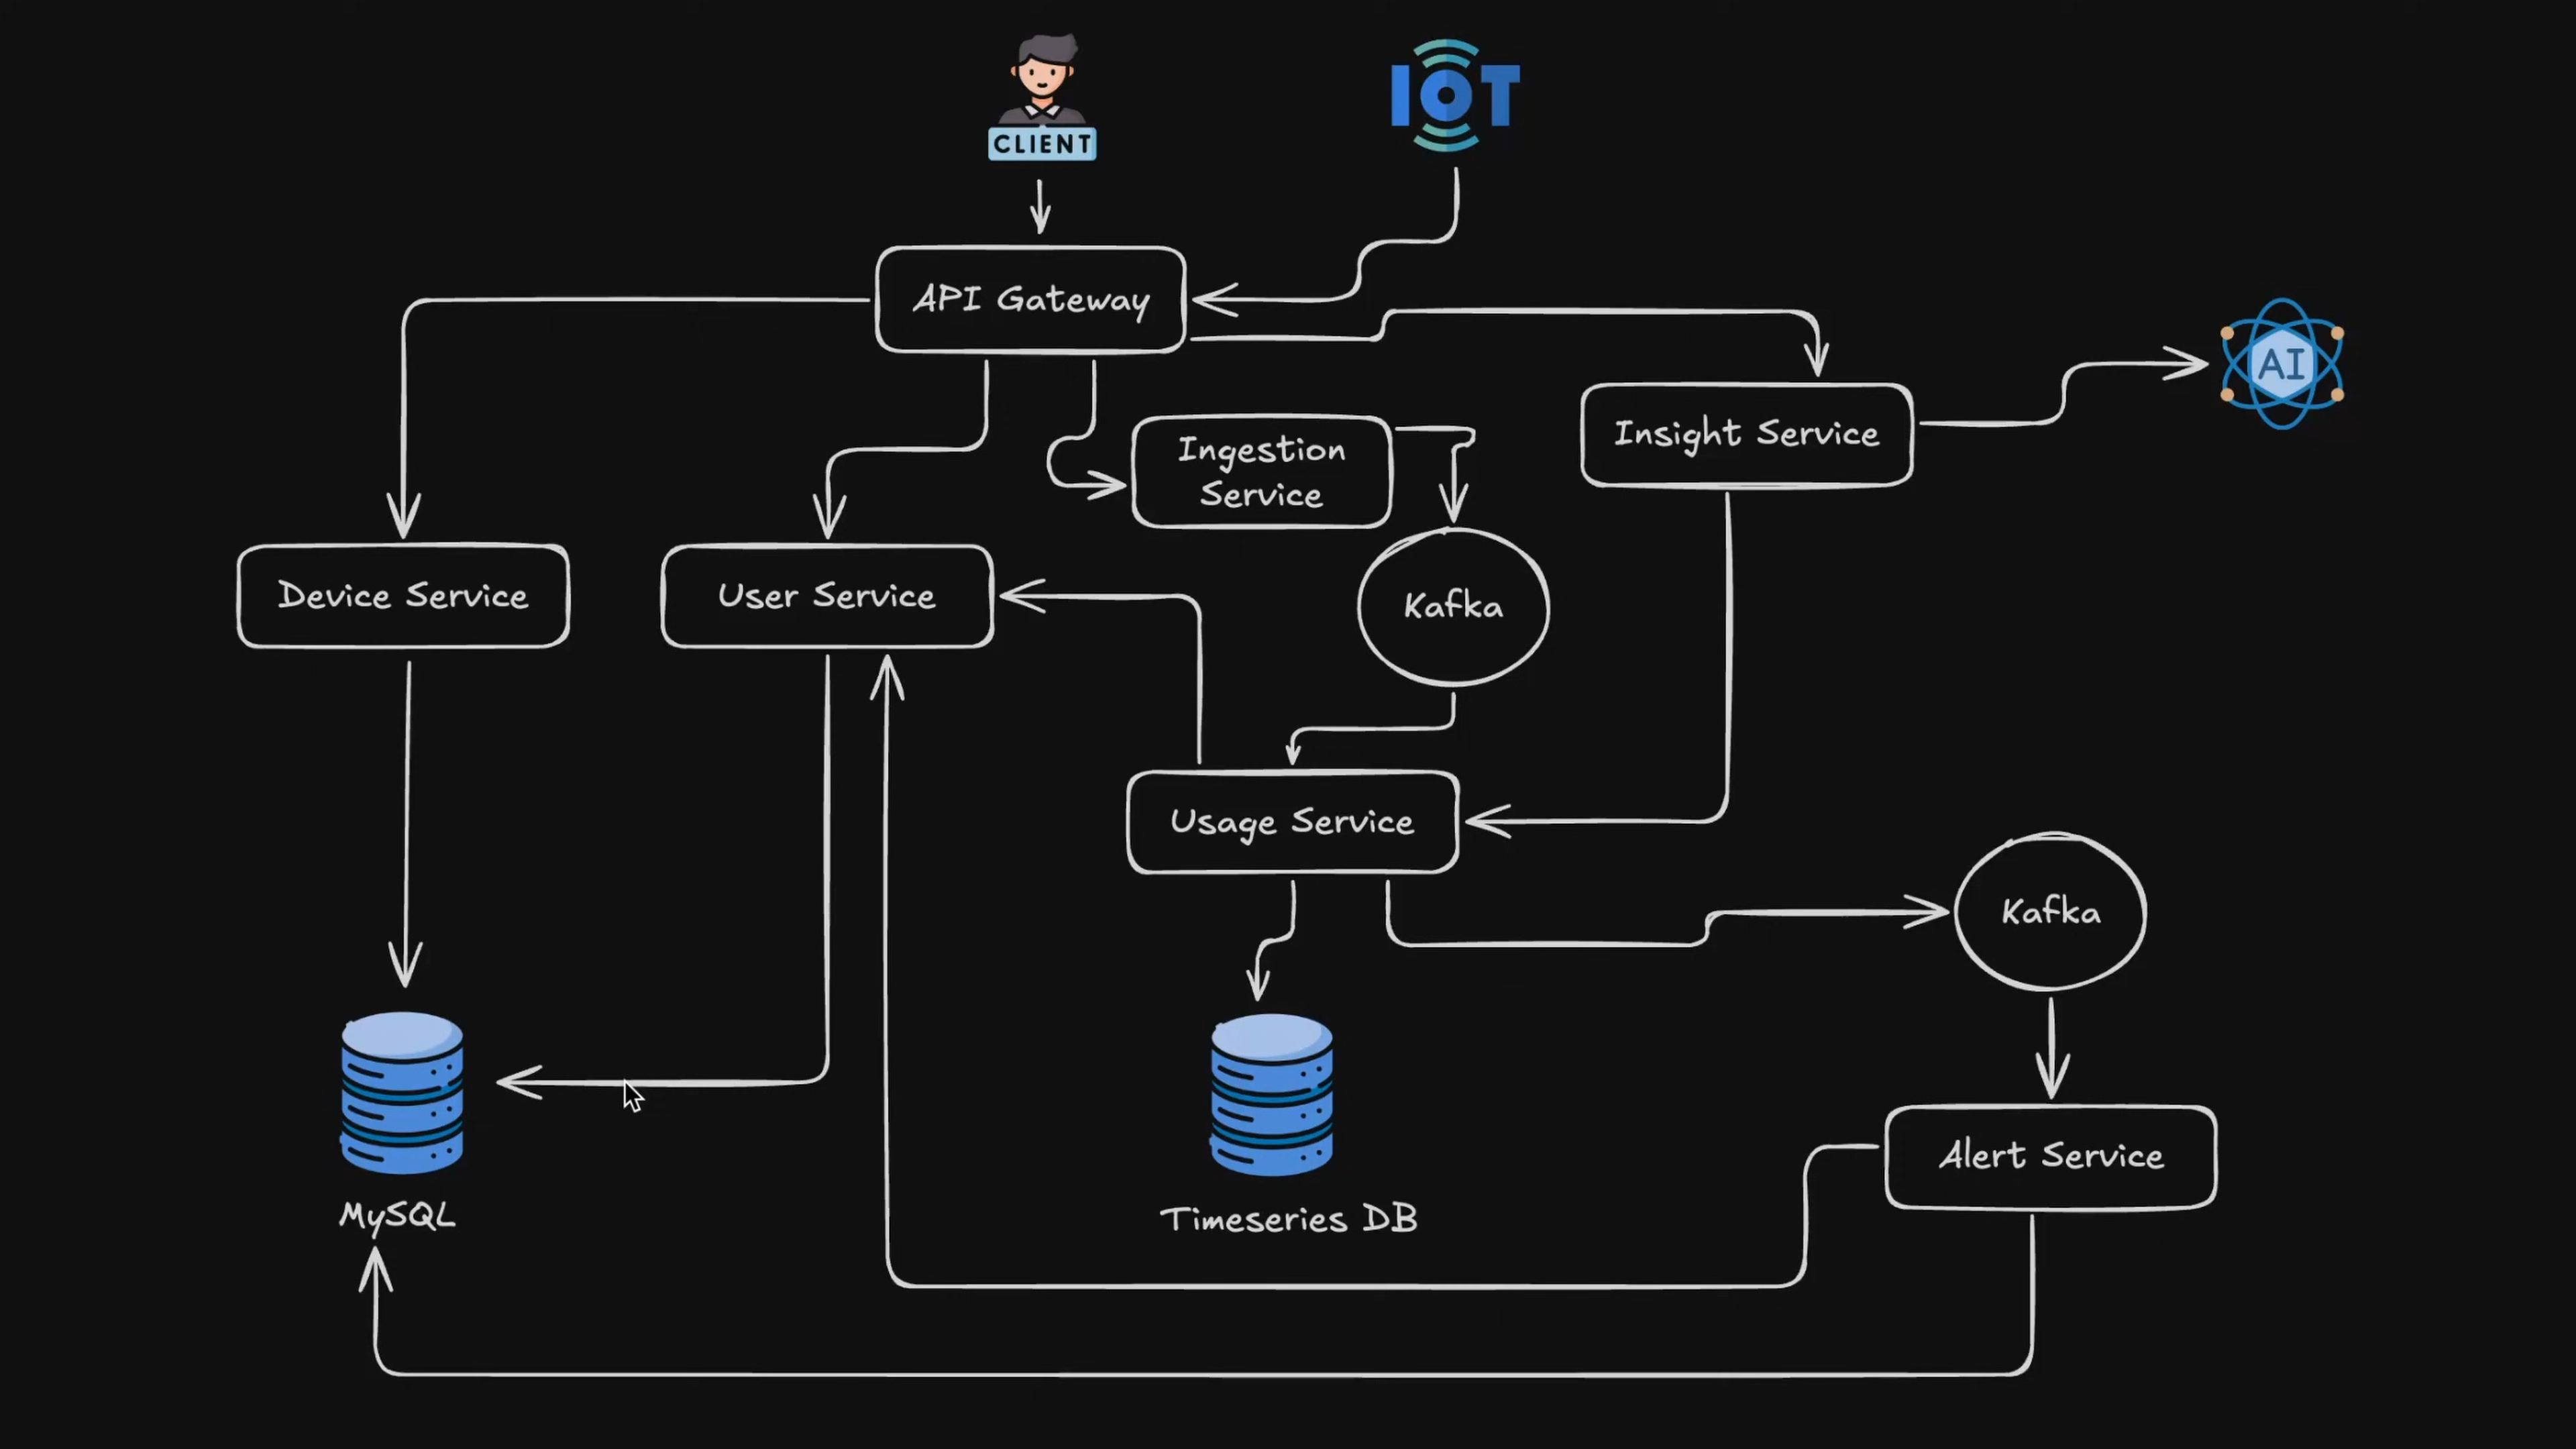 CLIENT
IOT
API Gateway
AI
Ingestion
Service
Insight Service
Device Service
User Service
Kafka
Usage Service
Kafka
Alert Service
MySQL
Timeseries DB